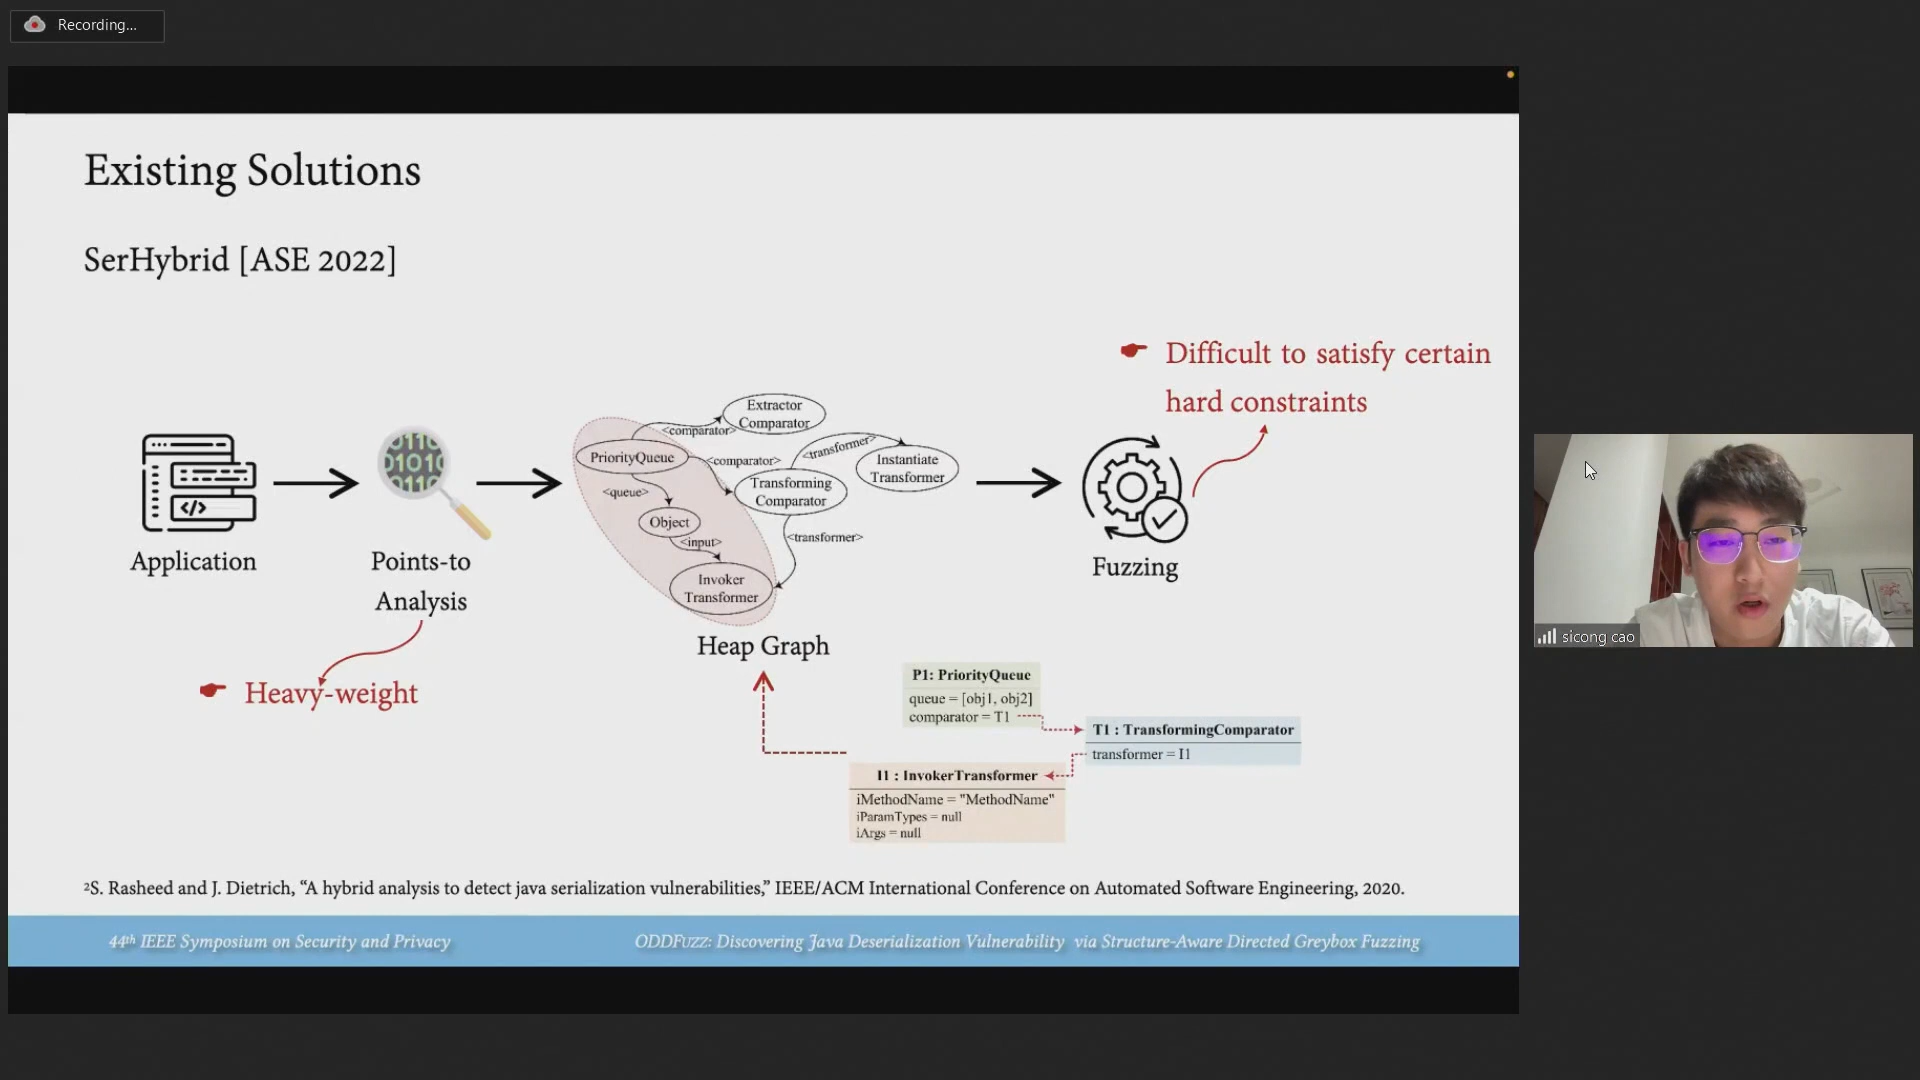 Recording...
Existing Solutions
SerHybrid [ASE 2022]
Difficult to satisfy certain
hard constraints
Extractor
Comparator
<comparator>
PriorityQueue
<comparator>
<transformer>
Instantiate
Transformer
<queue>
Transforming
Comparator
Object
<input>
<transformer>
Invoker
Transformer
Application
Points-to
Analysis
Heap Graph
Fuzzing
Heavy-weight
P1: PriorityQueue
queue = [obj1, obj2]
comparator = T1
T1 : TransformingComparator
transformer = I1
I1 : InvokerTransformer
iMethodName = "MethodName"
iParamTypes = null
iArgs = null
²S. Rasheed and J. Dietrich, “A hybrid analysis to detect java serialization vulnerabilities,” IEEE/ACM International Conference on Automated Software Engineering, 2020.
44th IEEE Symposium on Security and Privacy
ODDFUZZ: Discovering Java Deserialization Vulnerability via Structure-Aware Directed Greybox Fuzzing
sicong cao